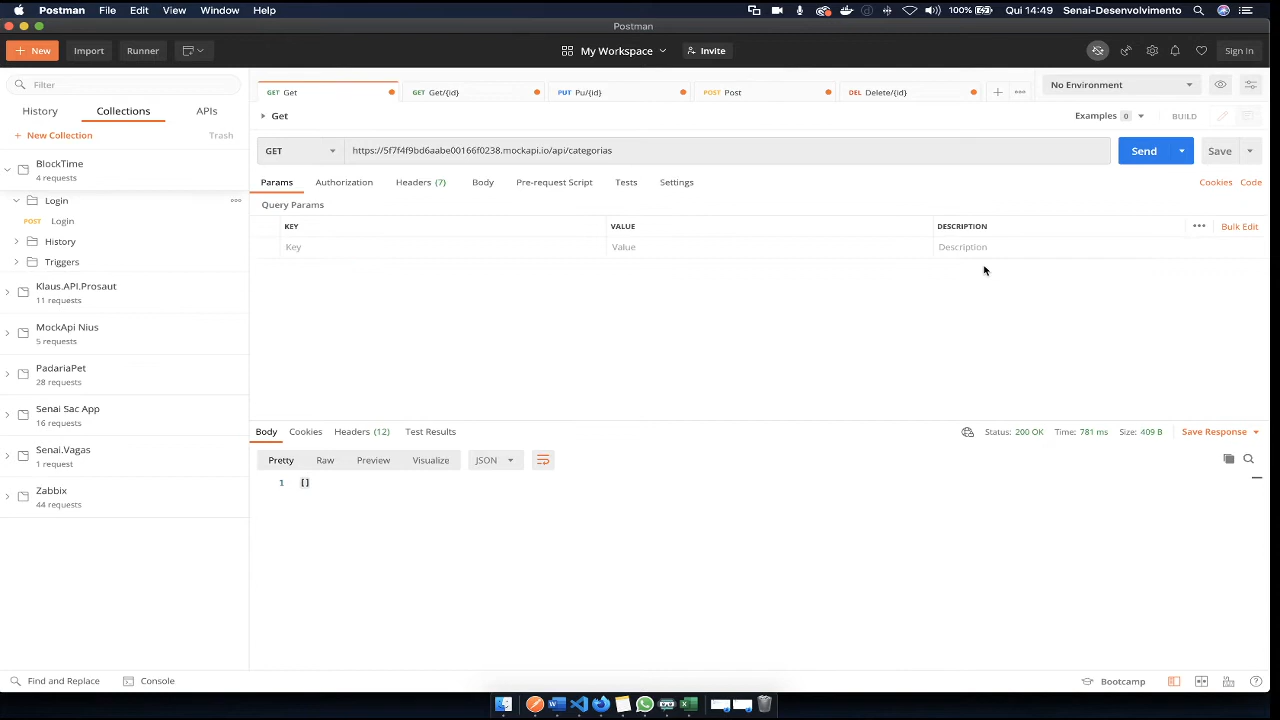 Postman File Edit View Window Help 100% Qui 14:49 Senai-Desenvolvimento
Postman
+ New Import Runner My Workspace Invite Sign In
Filter
GET Get GET Get/{id} PUT Pu/{id} POST Post DEL Delete/{id} + No Environment
History Collections APIs
Get Examples 0 BUILD
+ New Collection Trash
GET https://5f7f4f9bd6aabe00166f0238.mockapi.io/api/categorias Send Save
BlockTime
4 requests
Params Authorization Headers (7) Body Pre-request Script Tests Settings Cookies Code
Login
Query Params
POST Login
KEY VALUE DESCRIPTION Bulk Edit
History
Key Value Description
Triggers
Klaus.API.Prosaut
11 requests
MockApi Nius
5 requests
PadariaPet
28 requests
Senai Sac App
16 requests
Body Cookies Headers (12) Test Results Status: 200 OK Time: 781 ms Size: 409 B Save Response
Senai.Vagas
1 request
Pretty Raw Preview Visualize JSON
1 []
Zabbix
44 requests
Find and Replace Console Bootcamp